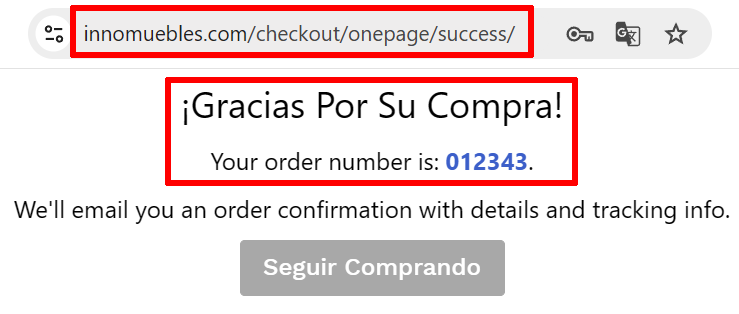 innomuebles.com/checkout/onepage/success/
¡Gracias Por Su Compra!
Your order number is: 012343.
We'll email you an order confirmation with details and tracking info.
Seguir Comprando